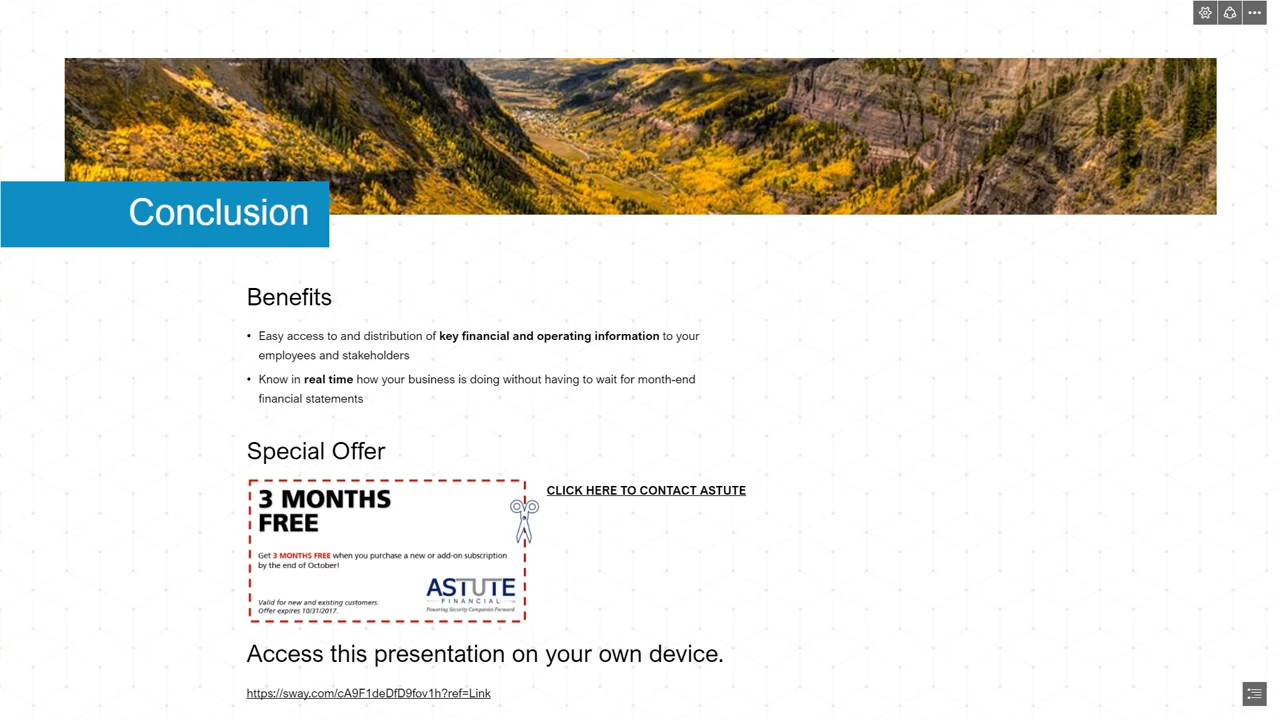 Conclusion
Benefits
• Easy access to and distribution of key financial and operating information to your
employees and stakeholders
• Know in real time how your business is doing without having to wait for month-end
financial statements
Special Offer
3 MONTHS
FREE
Get 3 MONTHS FREE when you purchase a new or add-on subscription
by the end of October!
Valid for new and existing customers.
Offer expires 10/31/2017.
ASTUTE
FINANCIAL
Powering Security Companies Forward.
CLICK HERE TO CONTACT ASTUTE
Access this presentation on your own device.
https://sway.com/cA9F1deDfD9fov1h?ref=Link